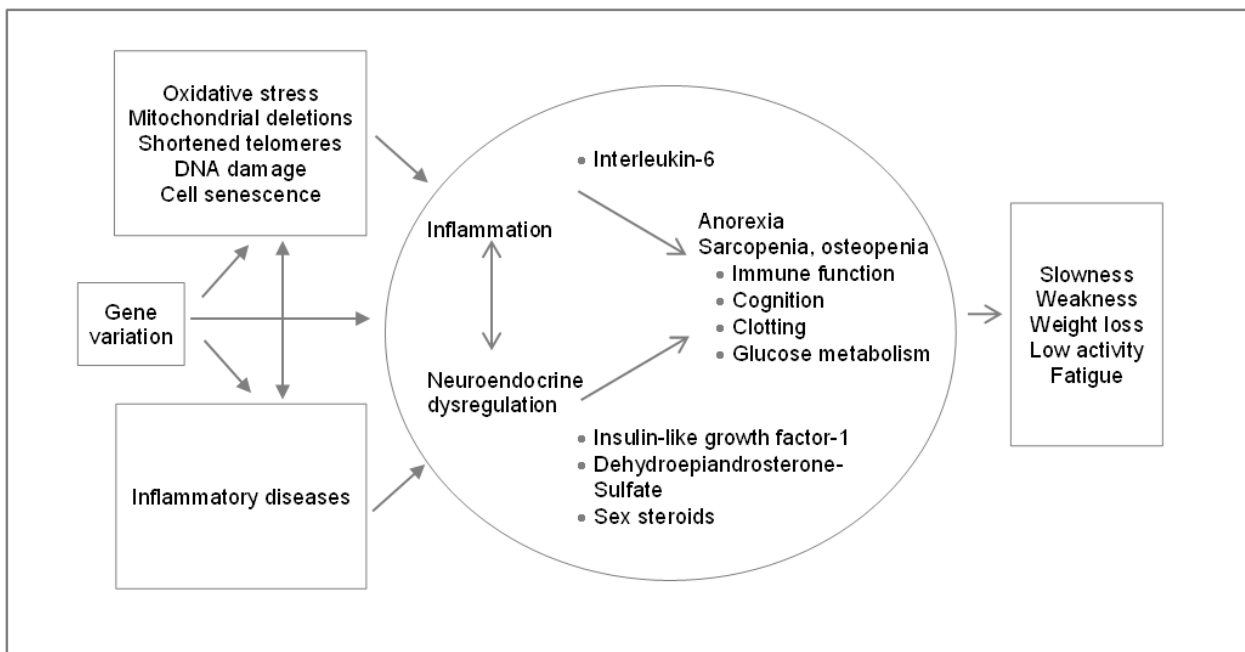 Oxidative stress
Mitochondrial deletions
Shortened telomeres
DNA damage
Cell senescence
Gene
variation
Inflammatory diseases
Inflammation
Neuroendocrine
dysregulation
• Interleukin-6
Anorexia
Sarcopenia, osteopenia
• Immune function
• Cognition
• Clotting
• Glucose metabolism
• Insulin-like growth factor-1
• Dehydroepiandrosterone-
Sulfate
• Sex steroids
Slowness
Weakness
Weight loss
Low activity
Fatigue